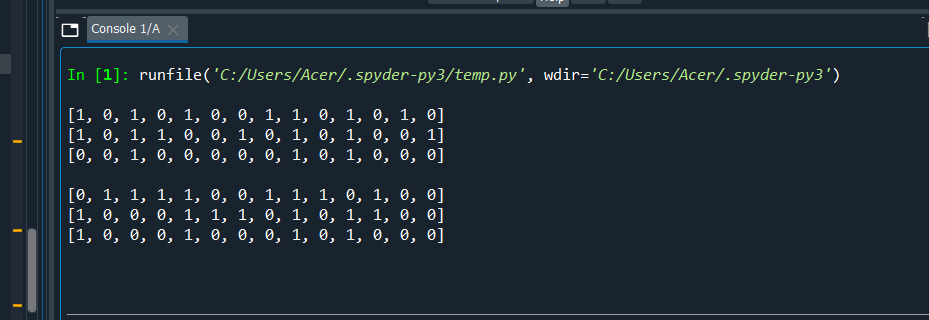 Help
Console 1/A
In [1]: runfile('C:/Users/Acer/.spyder-py3/temp.py', wdir='C:/Users/Acer/.spyder-py3')
[1, 0, 1, 0, 1, 0, 0, 1, 1, 0, 1, 0, 1, 0]
[1, 0, 1, 1, 0, 0, 1, 0, 1, 0, 1, 0, 0, 1]
[0, 0, 1, 0, 0, 0, 0, 0, 1, 0, 1, 0, 0, 0]
[0, 1, 1, 1, 1, 0, 0, 1, 1, 1, 0, 1, 0, 0]
[1, 0, 0, 0, 1, 1, 1, 0, 1, 0, 1, 1, 0, 0]
[1, 0, 0, 0, 1, 0, 0, 0, 1, 0, 1, 0, 0, 0]